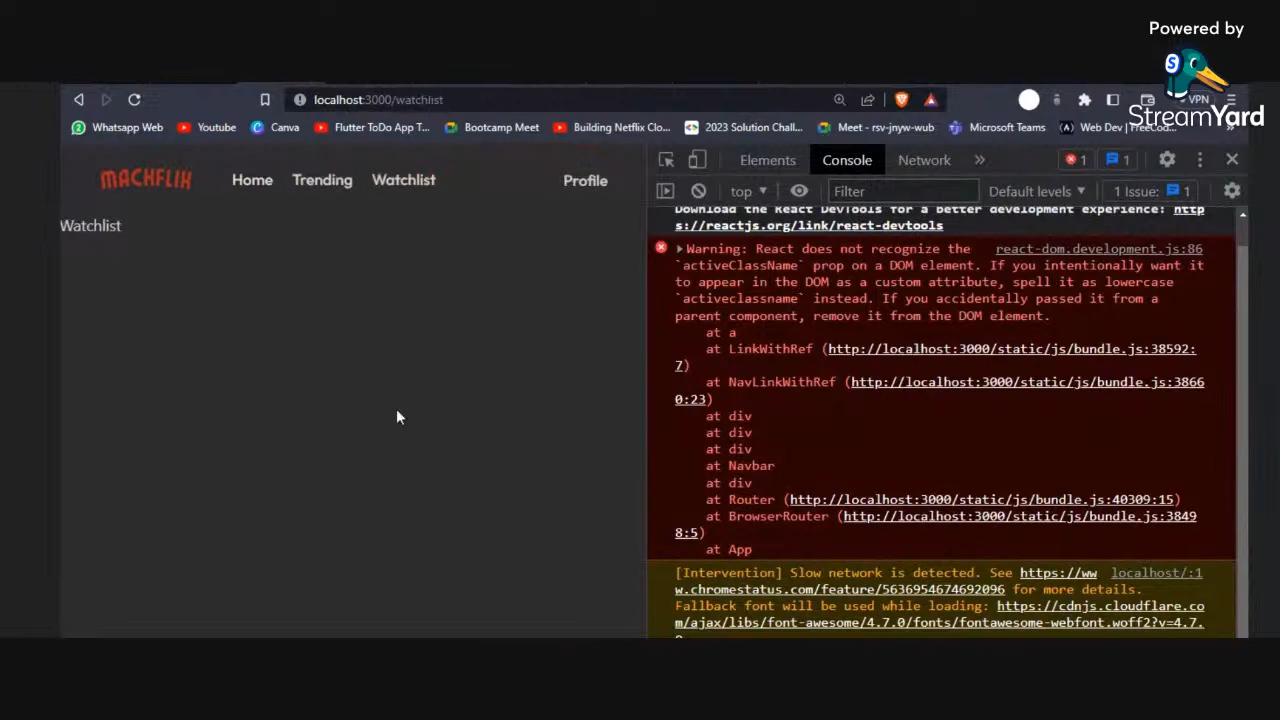 Powered by
StreamYard
localhost:3000/watchlist
VPN
Whatsapp Web
Youtube
Canva
Flutter ToDo App T...
Bootcamp Meet
Building Netflix Clo...
2023 Solution Chall...
Meet - rsv-jnyw-wub
Microsoft Teams
Web Dev | FreeCod...
MACHFLIX
Home
Trending
Watchlist
Profile
Watchlist
Elements
Console
Network
1
1
top
Filter
Default levels
1 Issue: 1
Download the React DevTools for a better development experience: http
s://reactjs.org/link/react-devtools
Warning: React does not recognize the react-dom.development.js:86
`activeClassName` prop on a DOM element. If you intentionally want it
to appear in the DOM as a custom attribute, spell it as lowercase
`activeclassname` instead. If you accidentally passed it from a
parent component, remove it from the DOM element.
at a
at LinkWithRef (http://localhost:3000/static/js/bundle.js:38592:
7)
at NavLinkWithRef (http://localhost:3000/static/js/bundle.js:3866
0:23)
at div
at div
at div
at Navbar
at div
at Router (http://localhost:3000/static/js/bundle.js:40309:15)
at BrowserRouter (http://localhost:3000/static/js/bundle.js:3849
8:5)
at App
[Intervention] Slow network is detected. See https://ww localhost/:1
w.chromestatus.com/feature/5636954674692096 for more details.
Fallback font will be used while loading: https://cdnjs.cloudflare.co
m/ajax/libs/font-awesome/4.7.0/fonts/fontawesome-webfont.woff2?v=4.7.